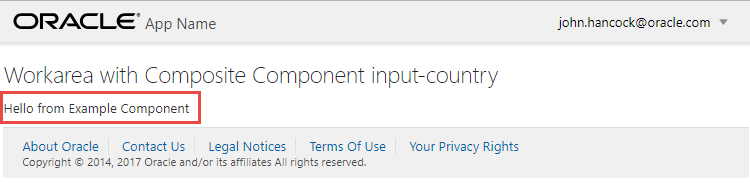 ORACLE® App Name john.hancock@oracle.com
Workarea with Composite Component input-country
Hello from Example Component
About Oracle Contact Us Legal Notices Terms Of Use Your Privacy Rights
Copyright © 2014, 2017 Oracle and/or its affiliates All rights reserved.